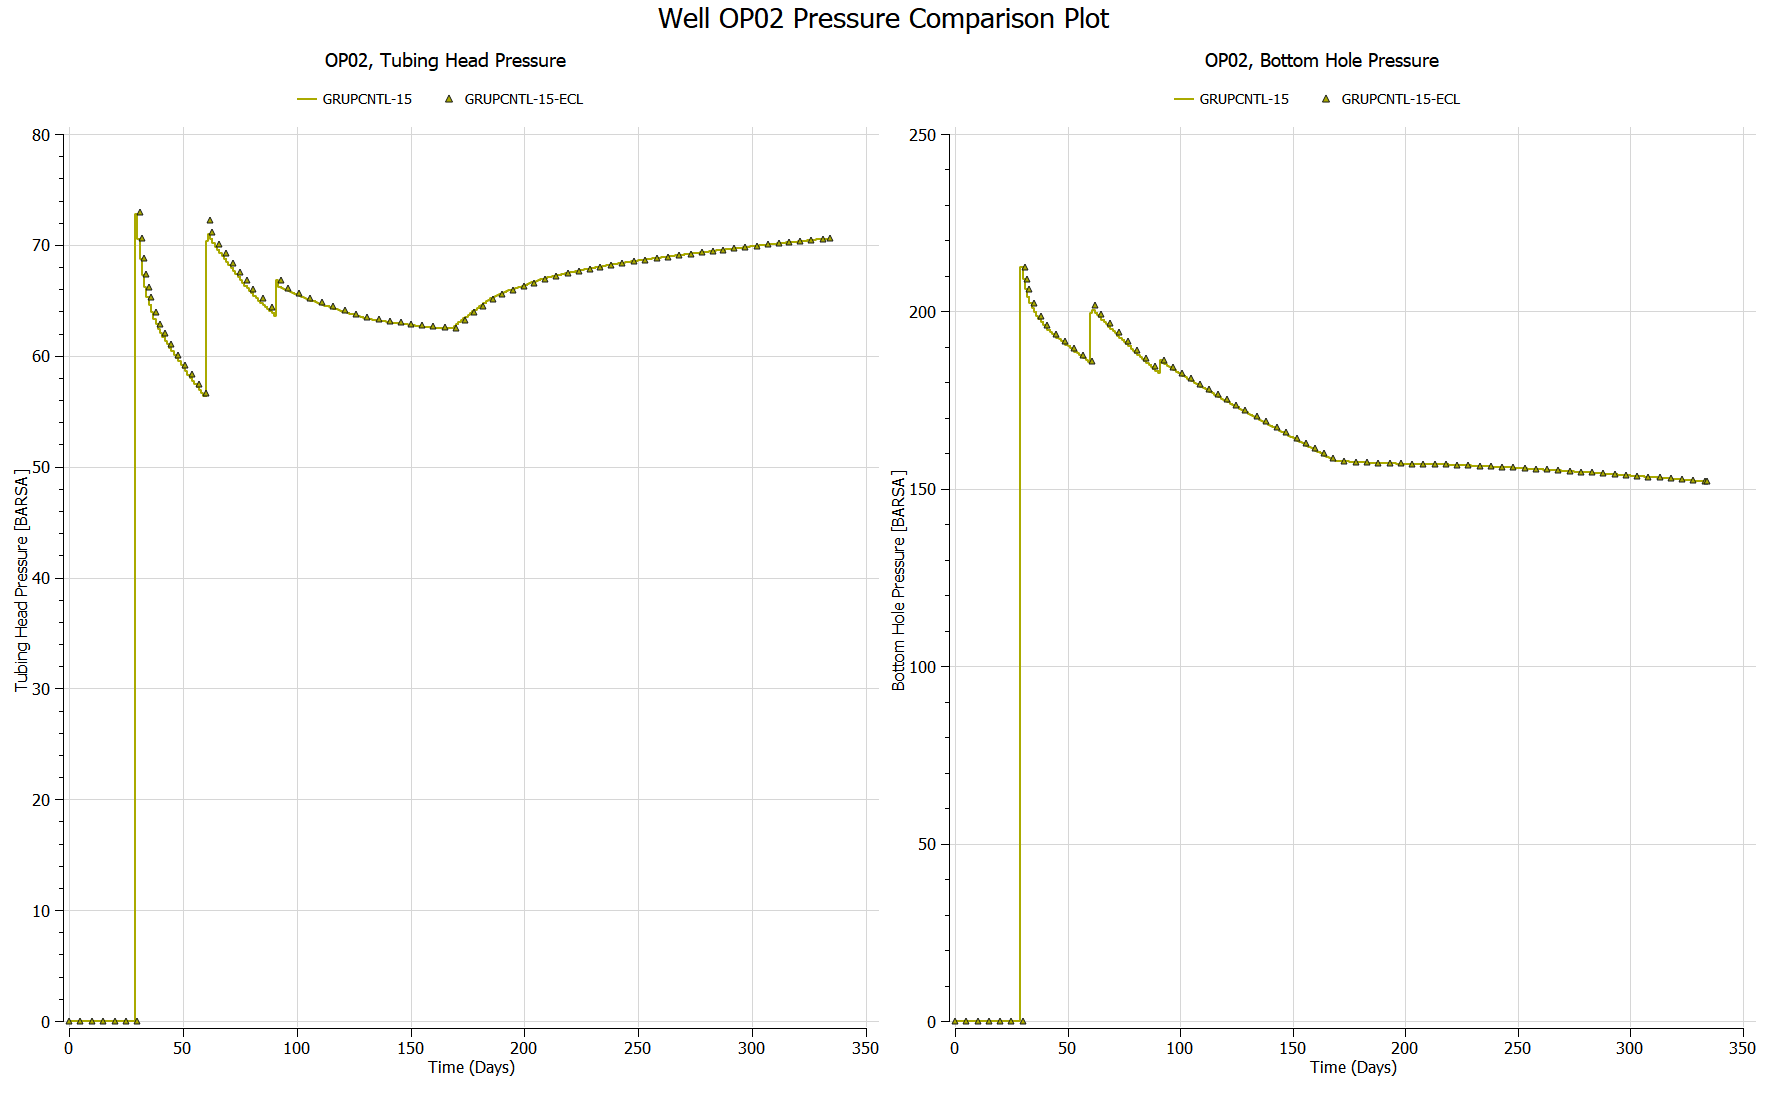 Well OP02 Pressure Comparison Plot
OP02, Tubing Head Pressure
GRUPCNTL-15
GRUPCNTL-15-ECL
80
70
60
50
40
30
20
10
0
Tubing Head Pressure [BARSA]
0 50 100 150 200 250 300 350
Time (Days)
OP02, Bottom Hole Pressure
GRUPCNTL-15
GRUPCNTL-15-ECL
250
200
150
100
50
0
Bottom Hole Pressure [BARSA]
0 50 100 150 200 250 300 350
Time (Days)